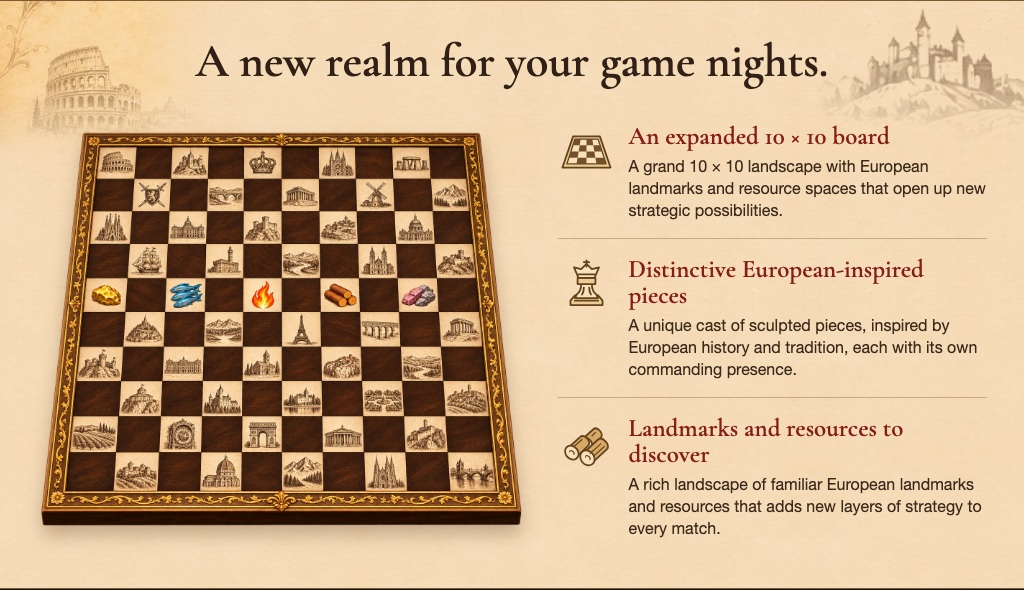 A new realm for your game nights.
An expanded 10 × 10 board
A grand 10 × 10 landscape with European
landmarks and resource spaces that open up new
strategic possibilities.
Distinctive European-inspired
pieces
A unique cast of sculpted pieces, inspired by
European history and tradition, each with its own
commanding presence.
Landmarks and resources to
discover
A rich landscape of familiar European landmarks
and resources that adds new layers of strategy to
every match.